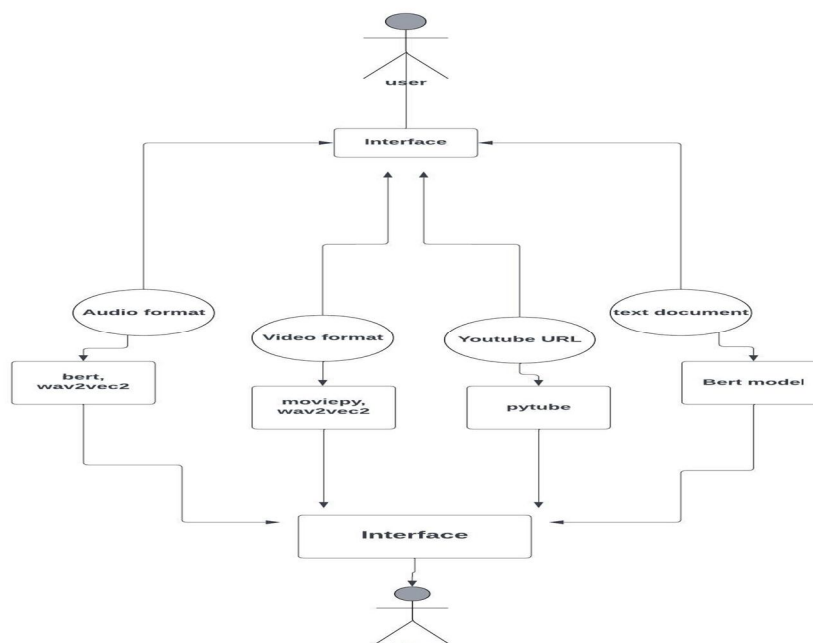 user
Interface
Audio format
Video format
Youtube URL
text document
bert,
wav2vec2
moviepy,
wav2vec2
pytube
Bert model
Interface